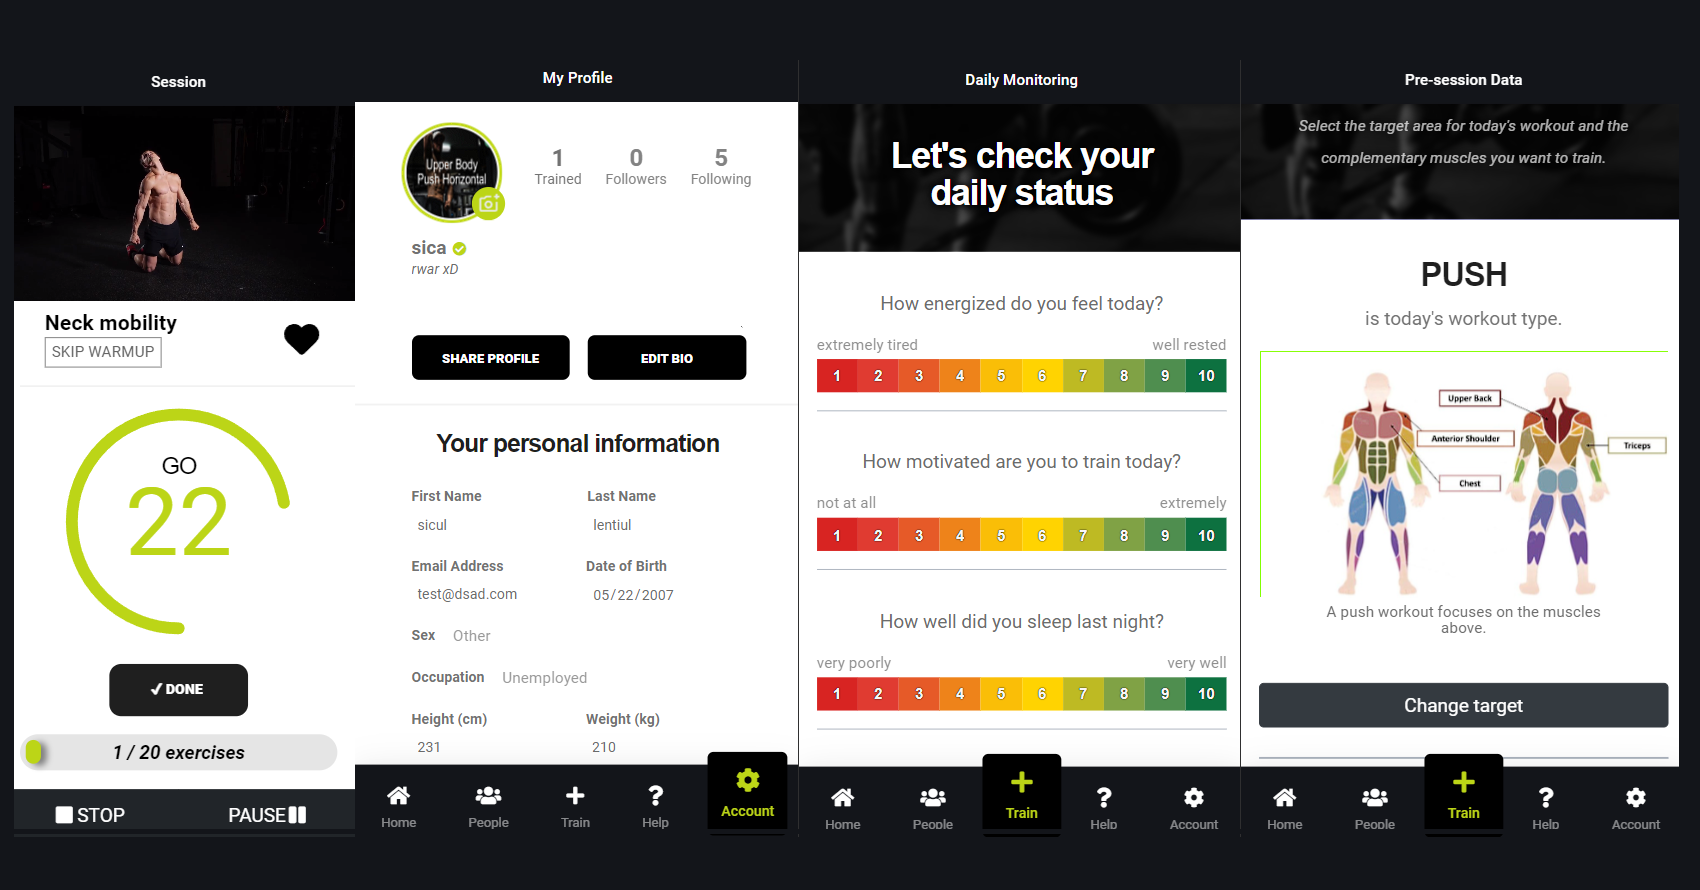 Session
Neck mobility
SKIP WARMUP
GO
22
DONE
1 / 20 exercises
STOP PAUSE
My Profile
Upper Body
Push Horizontal
1 0 5
Trained Followers Following
sica
rwar xD
SHARE PROFILE EDIT BIO
Your personal information
First Name Last Name
sicul lentiul
Email Address Date of Birth
test@dsad.com 05/22/2007
Sex Other
Occupation Unemployed
Height (cm) Weight (kg)
231 210
Home People Train Help Account
Daily Monitoring
Let's check your
daily status
How energized do you feel today?
extremely tired well rested
1 2 3 4 5 6 7 8 9 10
How motivated are you to train today?
not at all extremely
1 2 3 4 5 6 7 8 9 10
How well did you sleep last night?
very poorly very well
1 2 3 4 5 6 7 8 9 10
Home People Train Help Account
Pre-session Data
Select the target area for today's workout and the
complementary muscles you want to train.
PUSH
is today's workout type.
Upper Back
Anterior Shoulder
Triceps
Chest
A push workout focuses on the muscles
above.
Change target
Home People Train Help Account